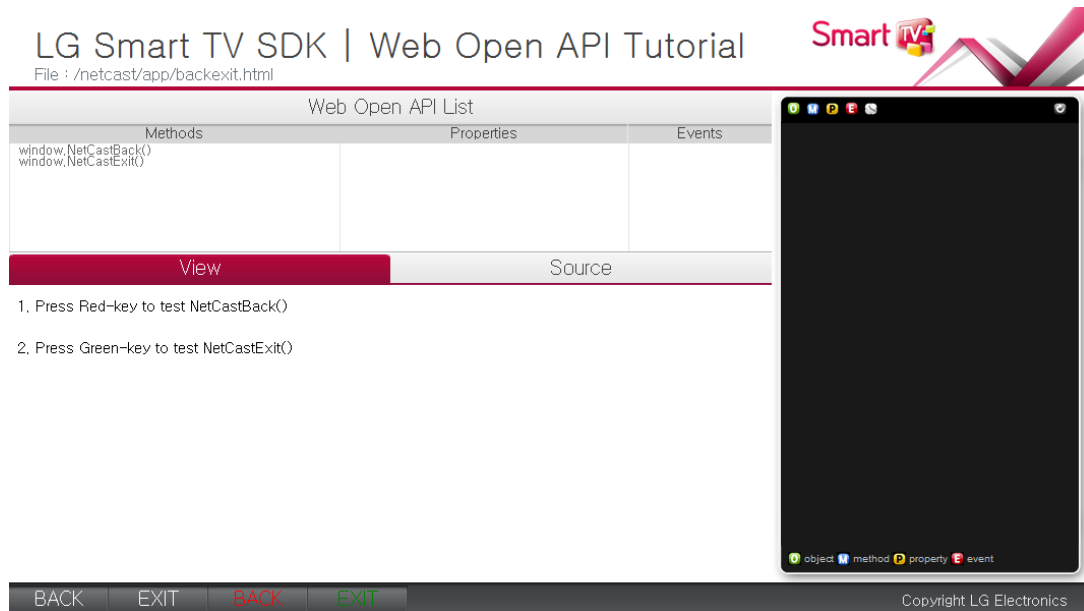 LG Smart TV SDK | Web Open API Tutorial
File : /netcast/app/backexit.html
Smart TV
Web Open API List
Methods Properties Events
window.NetCastBack()
window.NetCastExit()
View Source
1. Press Red-key to test NetCastBack()
2. Press Green-key to test NetCastExit()
O M P E
O object M method P property E event
BACK EXIT BACK EXIT
Copyright LG Electronics